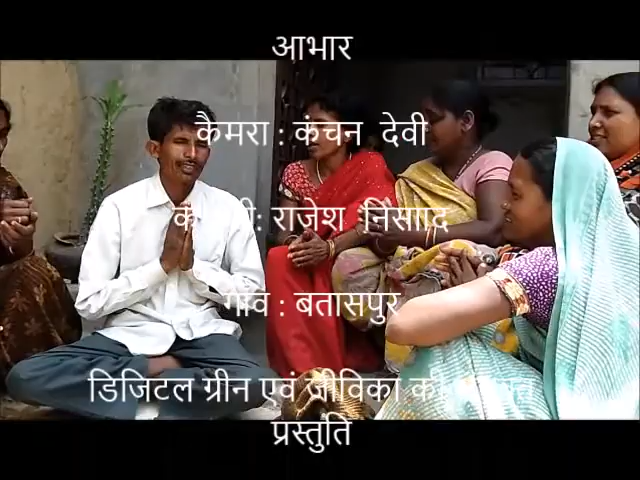 आभार
कैमरा : कंचन देवी
राजेश निसाद
गांव : बतासपुर
डिजिटल ग्रीन एवं जीविका की
प्रस्तुति